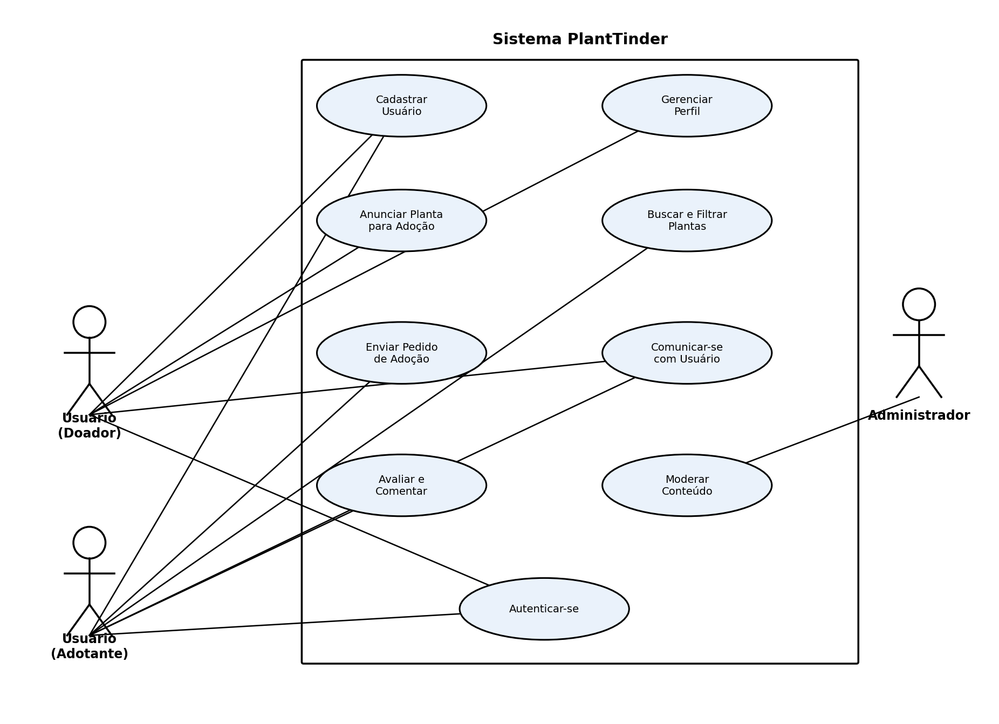 Sistema PlantTinder
Cadastrar
Usuário
Gerenciar
Perfil
Anunciar Planta
para Adoção
Buscar e Filtrar
Plantas
Enviar Pedido
de Adoção
Comunicar-se
com Usuário
Usuário
(Doador)
Administrador
Avaliar e
Comentar
Moderar
Conteúdo
Autenticar-se
Usuário
(Adotante)